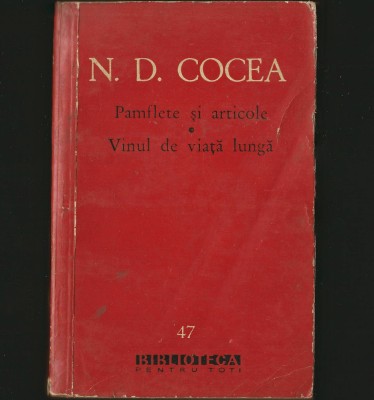 N. D. COCEA
Pamflete și articole
•
Vinul de viață lungă
47
BIBLIOTECA
PENTRU TOȚI